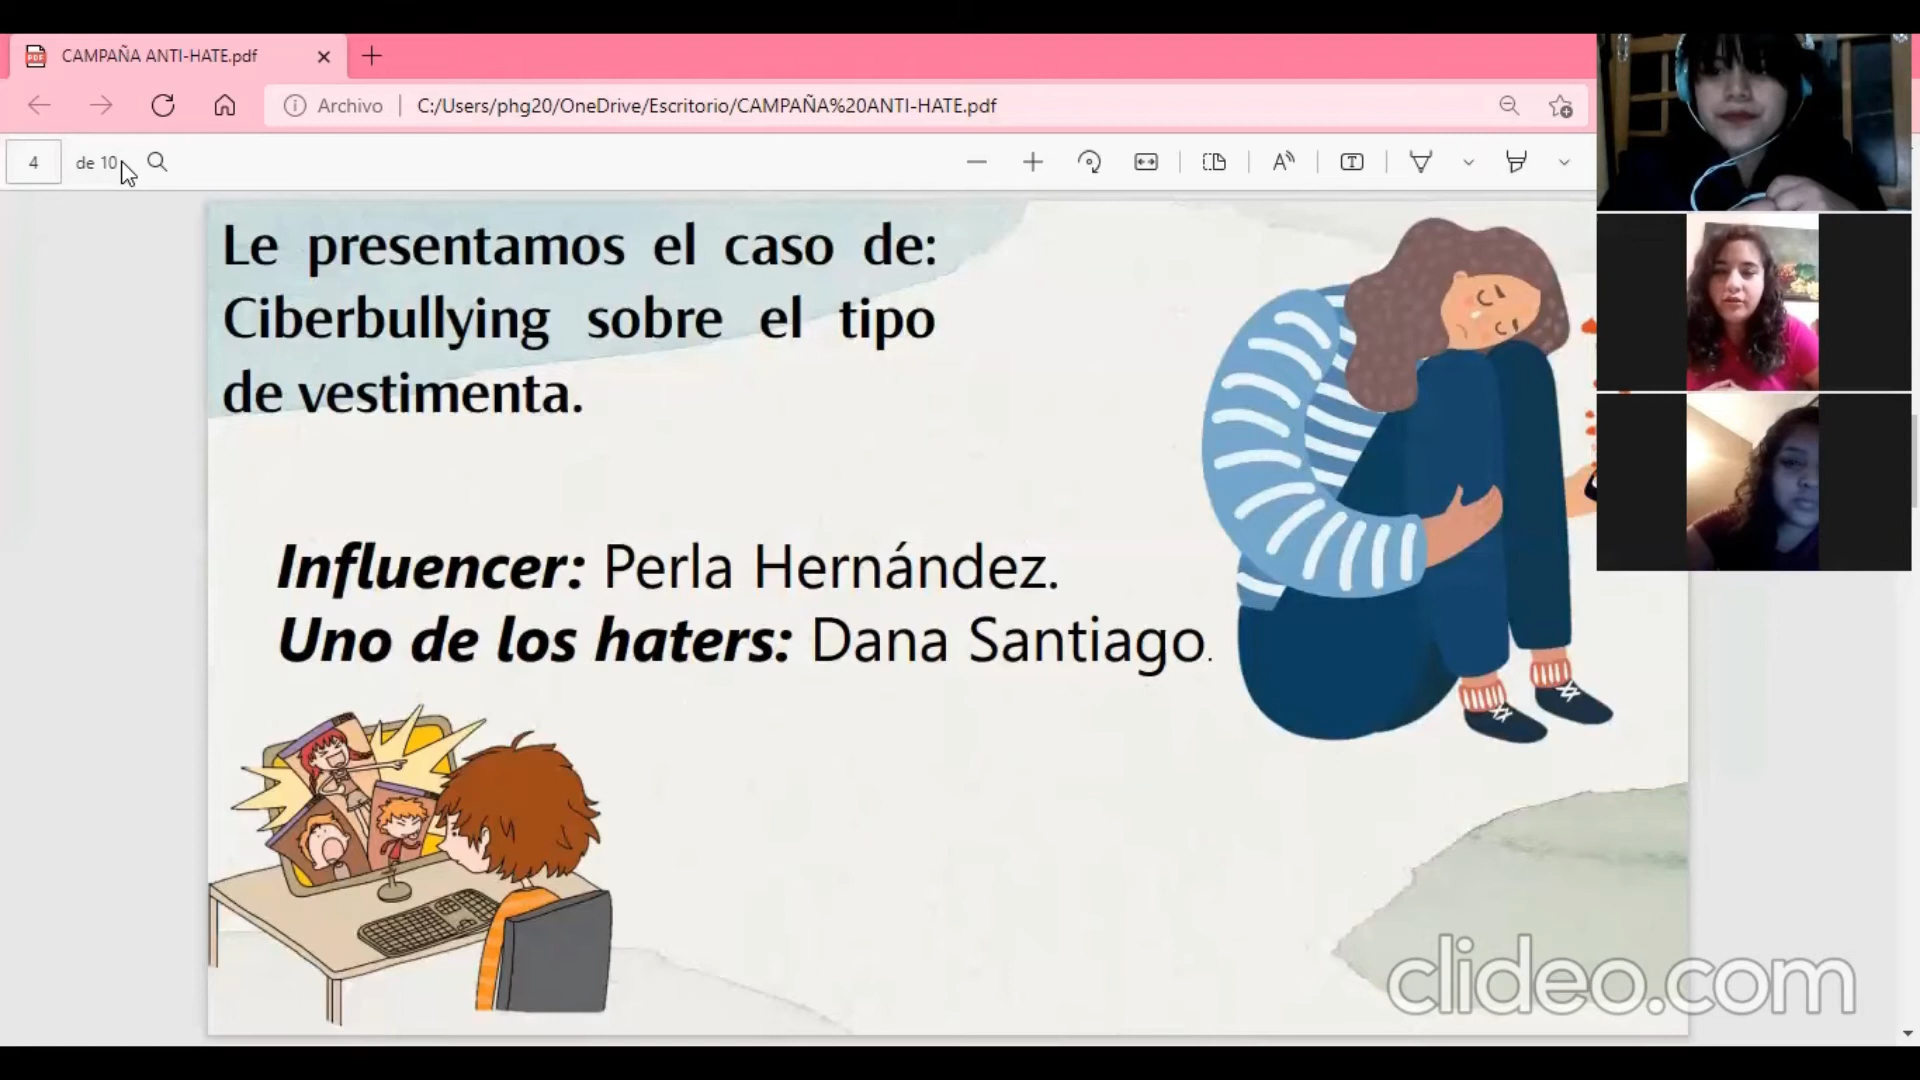 CAMPAÑA ANTI-HATE.pdf
Archivo
C:/Users/phg20/OneDrive/Escritorio/CAMPAÑA%20ANTI-HATE.pdf
4 de 10
Le presentamos el caso de:
Ciberbullying sobre el tipo
de vestimenta.
Influencer: Perla Hernández.
Uno de los haters: Dana Santiago.
clideo.com